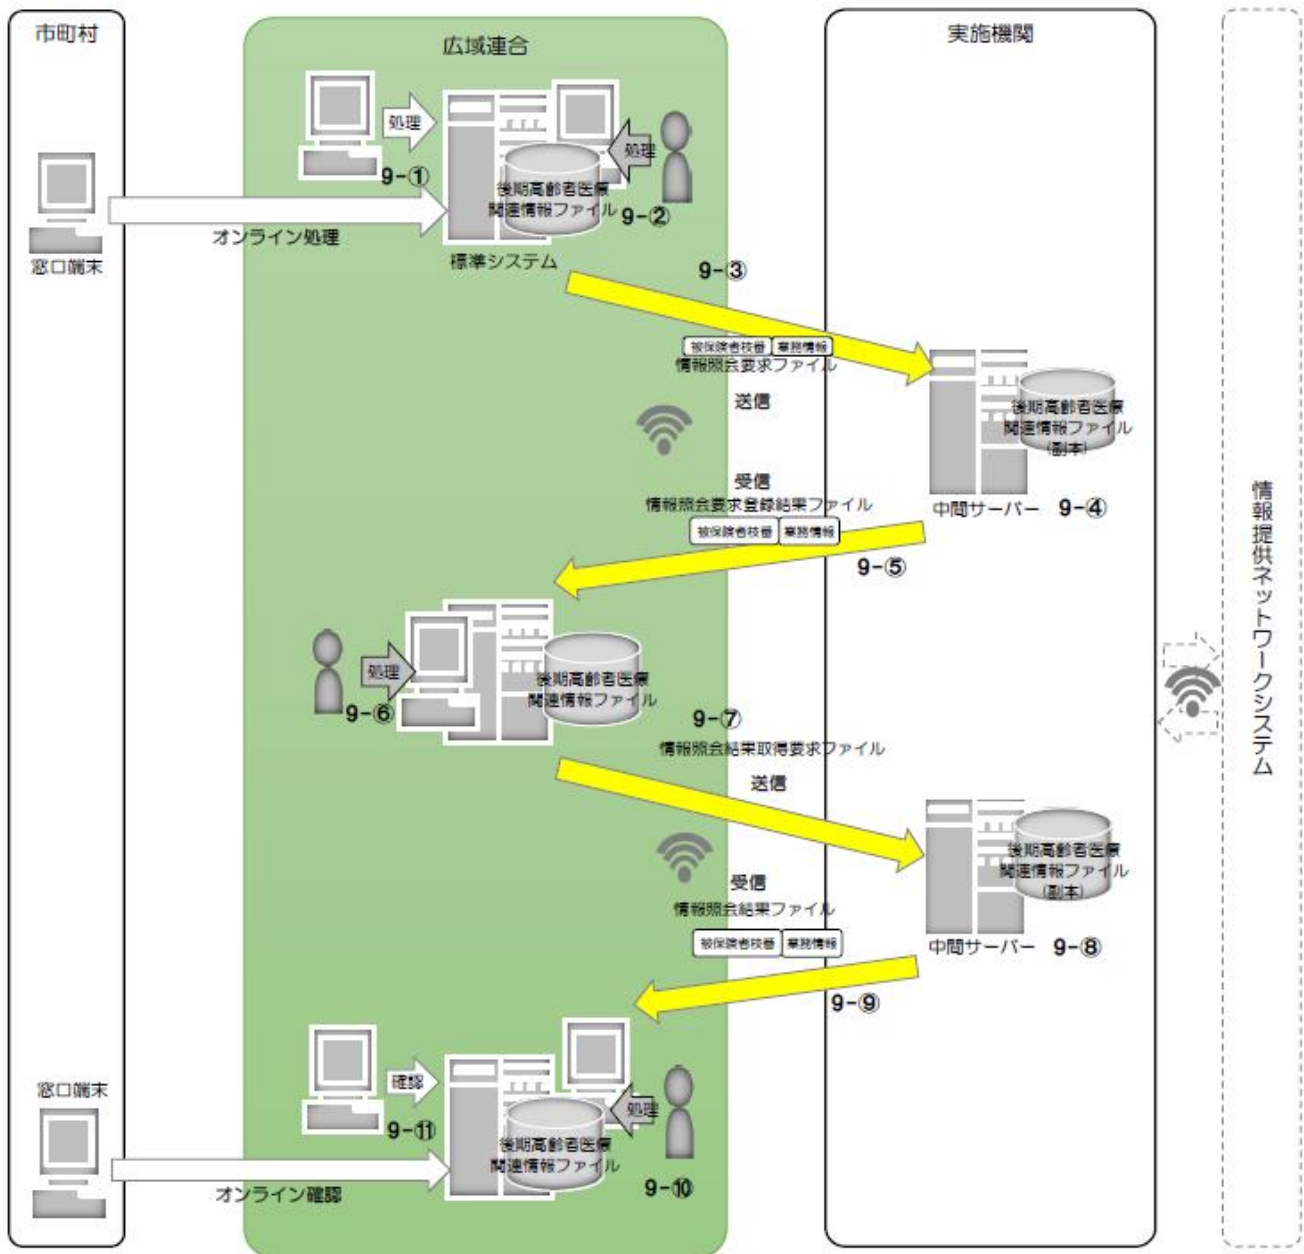 市町村
広域連合
実施機関
処理
処理
9-①
後期高齢者医療
関連情報ファイル
9-②
オンライン処理
窓口端末
標準システム
9-③
被保険者枝番 業務情報
情報照会要求ファイル
送信
後期高齢者医療
関連情報ファイル
(副本)
中間サーバー 9-④
受信
情報照会要求登録結果ファイル
被保険者枝番 業務情報
9-⑤
処理
9-⑥
後期高齢者医療
関連情報ファイル
9-⑦
情報照会結果取得要求ファイル
送信
後期高齢者医療
関連情報ファイル
(副本)
中間サーバー 9-⑧
受信
情報照会結果ファイル
被保険者枝番 業務情報
9-⑨
確認
処理
9-⑪
後期高齢者医療
関連情報ファイル
9-⑩
窓口端末
オンライン確認
情報提供ネットワークシステム